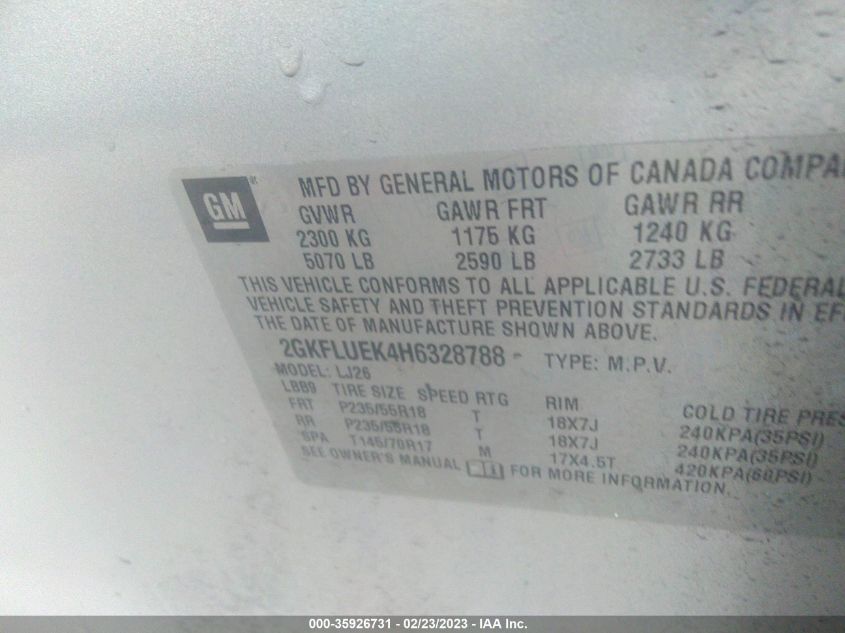 GM
MFD BY GENERAL MOTORS OF CANADA COMPA
GVWR GAWR FRT GAWR RR
2300 KG 1175 KG 1240 KG
5070 LB 2590 LB 2733 LB
THIS VEHICLE CONFORMS TO ALL APPLICABLE U.S. FEDERAL
VEHICLE SAFETY AND THEFT PREVENTION STANDARDS IN EF
THE DATE OF MANUFACTURE SHOWN ABOVE.
2GKFLUEK4H6328788 TYPE: M.P.V.
MODEL: LJ26
LBB9 TIRE SIZE SPEED RTG RIM COLD TIRE PRES
FRT P235/55R18 T 18X7J 240KPA(35PSI)
RR P235/55R18 T 18X7J 240KPA(35PSI)
SPA T145/70R17 M 17X4.5T 420KPA(60PSI)
SEE OWNER'S MANUAL FOR MORE INFORMATION.
000-35926731 - 02/23/2023 - IAA Inc.